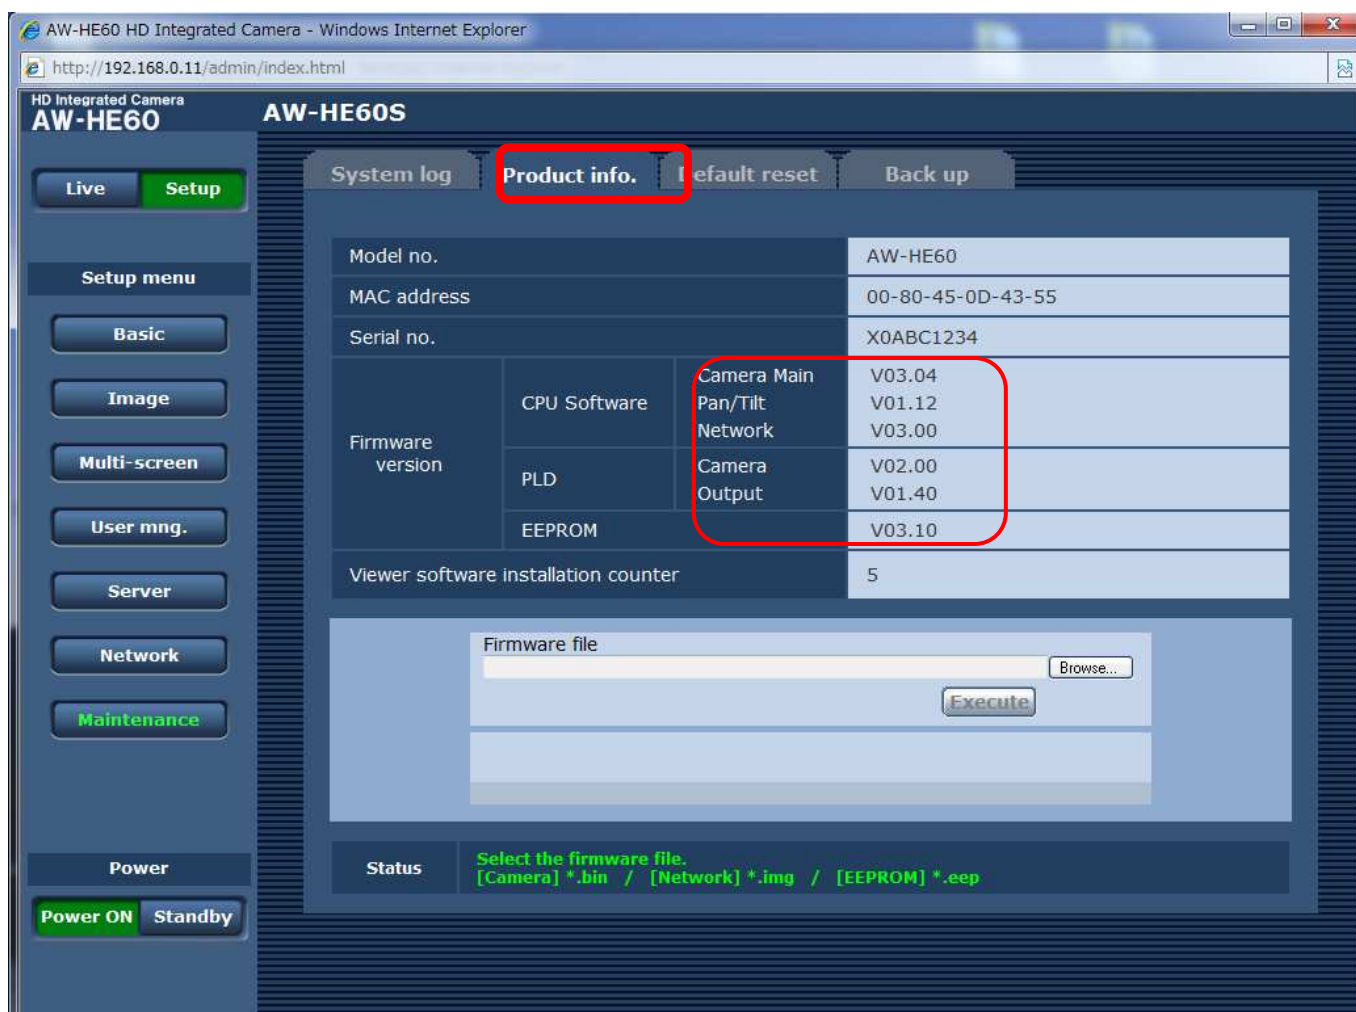 AW-HE60 HD Integrated Camera - Windows Internet Explorer
http://192.168.0.11/admin/index.html
HD Integrated Camera
AW-HE60
AW-HE60S
Live Setup
System log Product info. Default reset Back up
Setup menu
Basic
Image
Multi-screen
User mng.
Server
Network
Maintenance
Power
Power ON Standby
Model no. AW-HE60
MAC address 00-80-45-0D-43-55
Serial no. X0ABC1234
Firmware
version
CPU Software
Camera Main V03.04
Pan/Tilt V01.12
Network V03.00
PLD
Camera V02.00
Output V01.40
EEPROM V03.10
Viewer software installation counter 5
Firmware file
Browse...
Execute
Status
Select the firmware file.
[Camera] *.bin / [Network] *.img / [EEPROM] *.eep